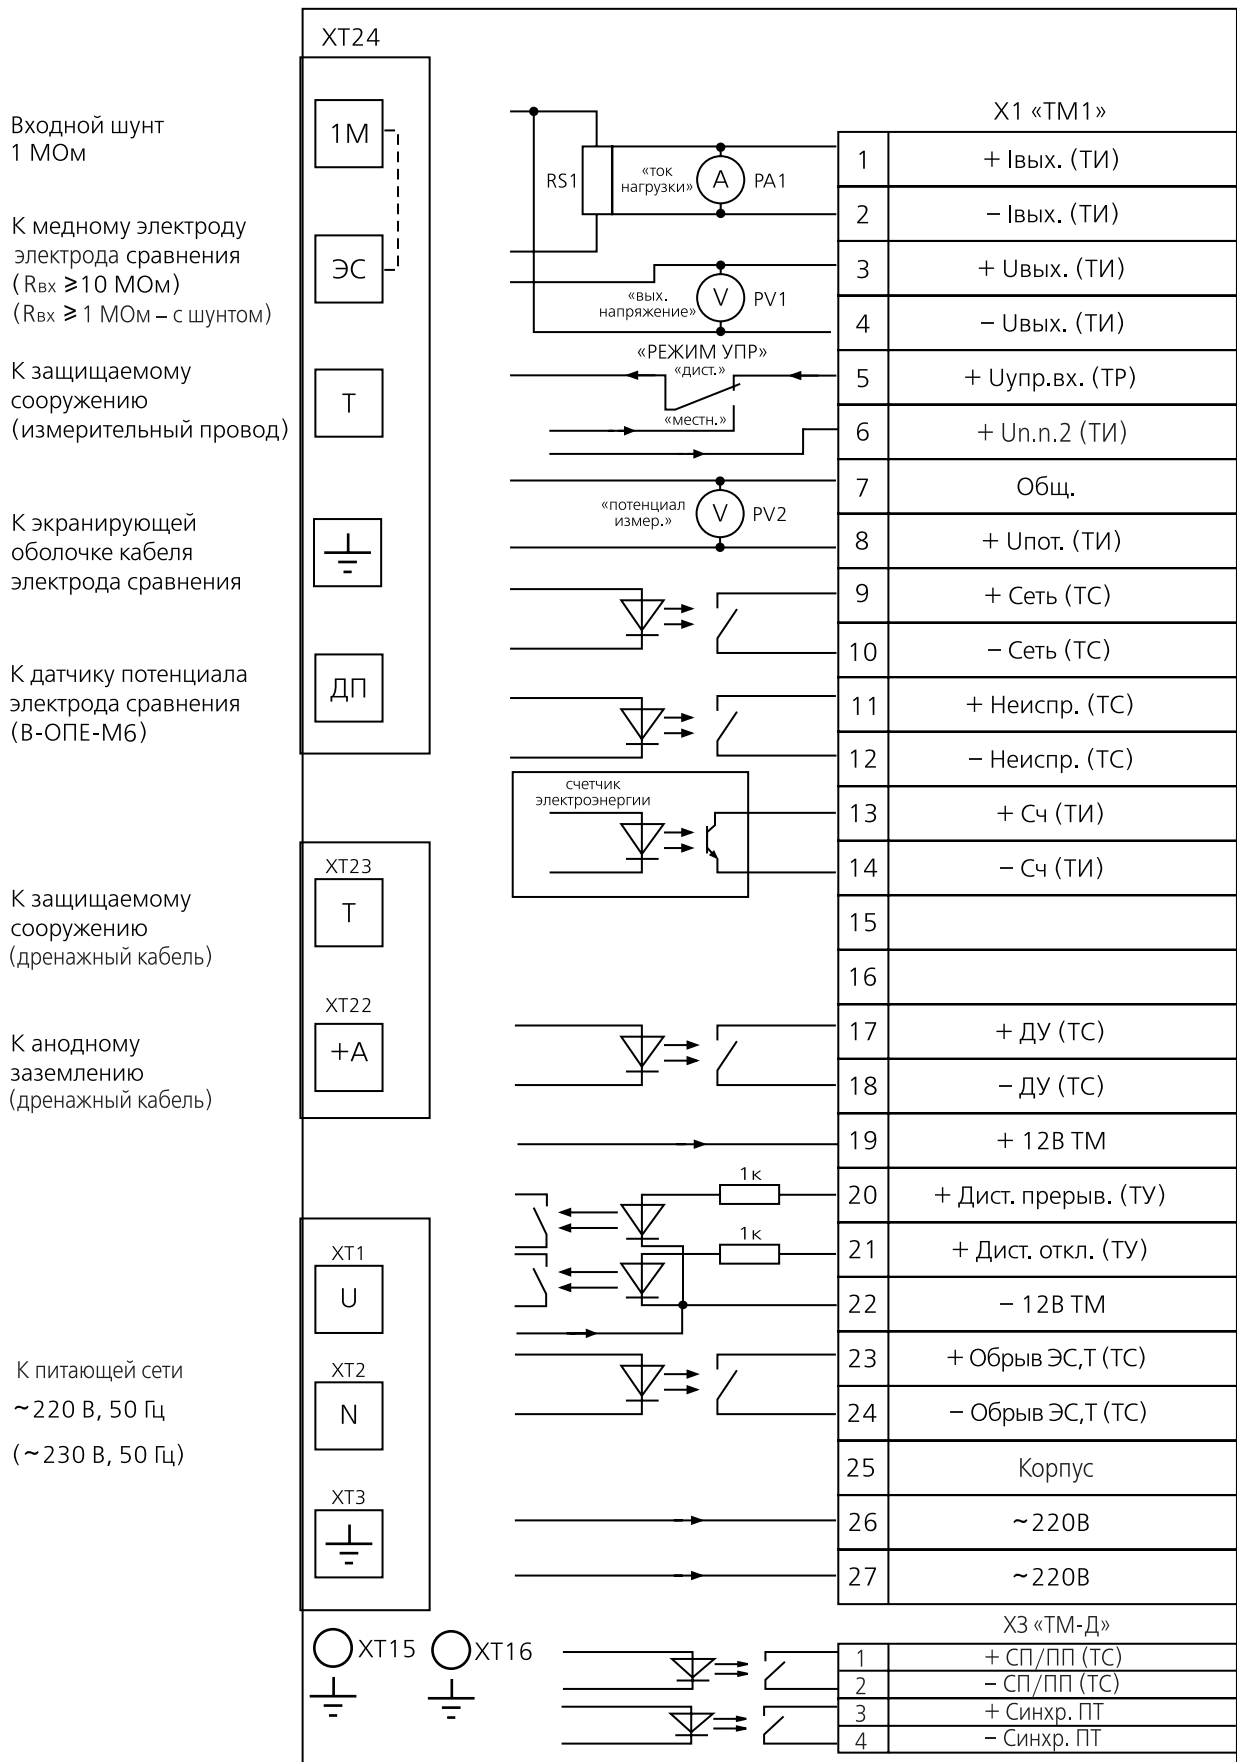 XT24
Входной шунт
1 МОм
1М
К медному электроду
электрода сравнения
(Rвх ⩾10 МОм)
(Rвх ⩾ 1 МОм – с шунтом)
ЭС
К защищаемому
сооружению
(измерительный провод)
Т
К экранирующей
оболочке кабеля
электрода сравнения
К датчику потенциала
электрода сравнения
(В-ОПЕ-М6)
ДП
XT23
Т
К защищаемому
сооружению
(дренажный кабель)
XT22
+А
К анодному
заземлению
(дренажный кабель)
XT1
U
XT2
N
XT3
К питающей сети
~220 В, 50 Гц
(~230 В, 50 Гц)
XT15
XT16
RS1
«ток
нагрузки»
А
PA1
«вых.
напряжение»
V
PV1
«РЕЖИМ УПР»
«дист.»
«местн.»
«потенциал
измер.»
V
PV2
счетчик
электроэнергии
1к
1к
X1 «ТМ1»
1 + Iвых. (ТИ)
2 – Iвых. (ТИ)
3 + Uвых. (ТИ)
4 – Uвых. (ТИ)
5 + Uупр.вх. (ТР)
6 + Uп.п.2 (ТИ)
7 Общ.
8 + Uпот. (ТИ)
9 + Сеть (ТС)
10 – Сеть (ТС)
11 + Неиспр. (ТС)
12 – Неиспр. (ТС)
13 + Сч (ТИ)
14 – Сч (ТИ)
15
16
17 + ДУ (ТС)
18 – ДУ (ТС)
19 + 12В ТМ
20 + Дист. прерыв. (ТУ)
21 + Дист. откл. (ТУ)
22 – 12В ТМ
23 + Обрыв ЭС,Т (ТС)
24 – Обрыв ЭС,Т (ТС)
25 Корпус
26 ~220В
27 ~220В
X3 «ТМ-Д»
1 + СП/ПП (ТС)
2 – СП/ПП (ТС)
3 + Синхр. ПТ
4 – Синхр. ПТ